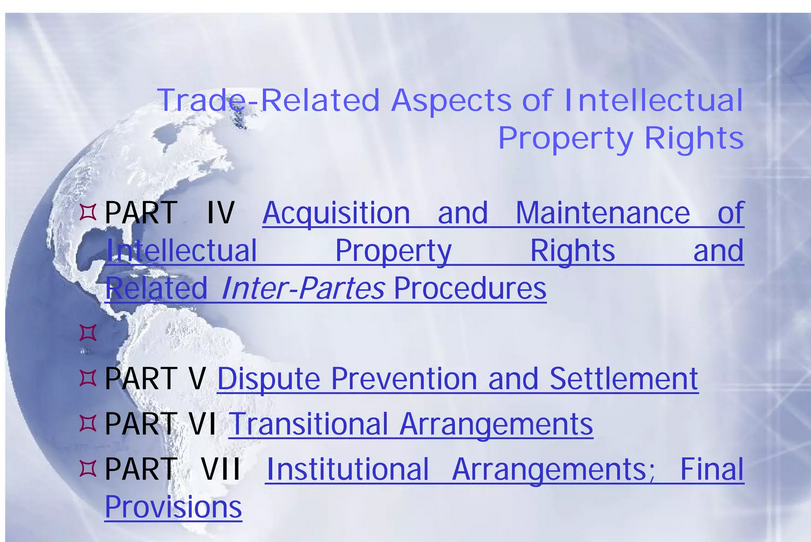 Trade-Related Aspects of Intellectual
Property Rights
PART IV Acquisition and Maintenance of
Intellectual Property Rights and
Related Inter-Partes Procedures
PART V Dispute Prevention and Settlement
PART VI Transitional Arrangements
PART VII Institutional Arrangements; Final
Provisions